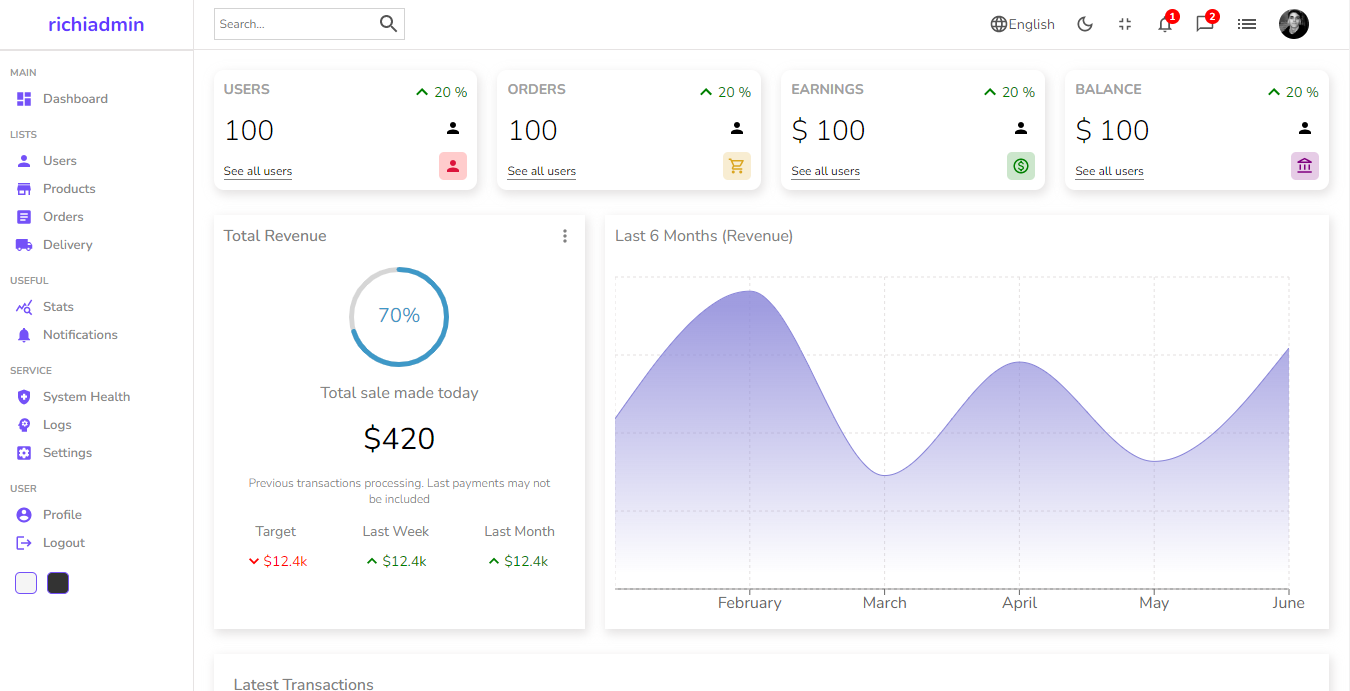 richiadmin
Search...
English
1
2
MAIN
Dashboard
LISTS
Users
Products
Orders
Delivery
USEFUL
Stats
Notifications
SERVICE
System Health
Logs
Settings
USER
Profile
Logout
USERS
20 %
100
See all users
ORDERS
20 %
100
See all users
EARNINGS
20 %
$ 100
See all users
BALANCE
20 %
$ 100
See all users
Total Revenue
70%
Total sale made today
$420
Previous transactions processing. Last payments may not
be included
Target
$12.4k
Last Week
$12.4k
Last Month
$12.4k
Last 6 Months (Revenue)
February
March
April
May
June
Latest Transactions